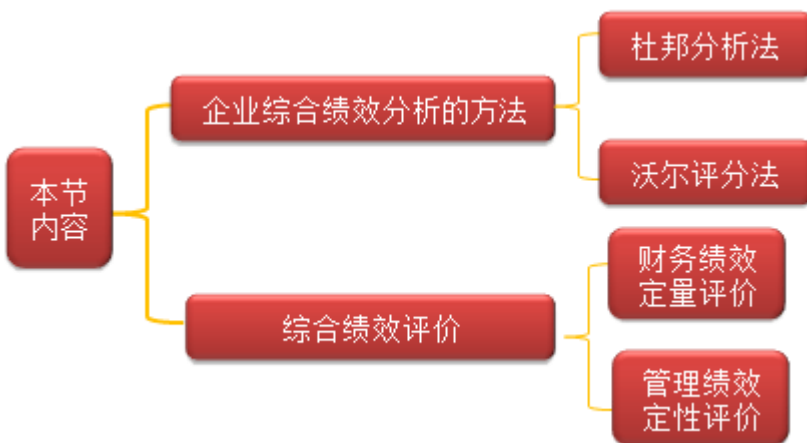 本节
内容
企业综合绩效分析的方法
杜邦分析法
沃尔评分法
综合绩效评价
财务绩效
定量评价
管理绩效
定性评价